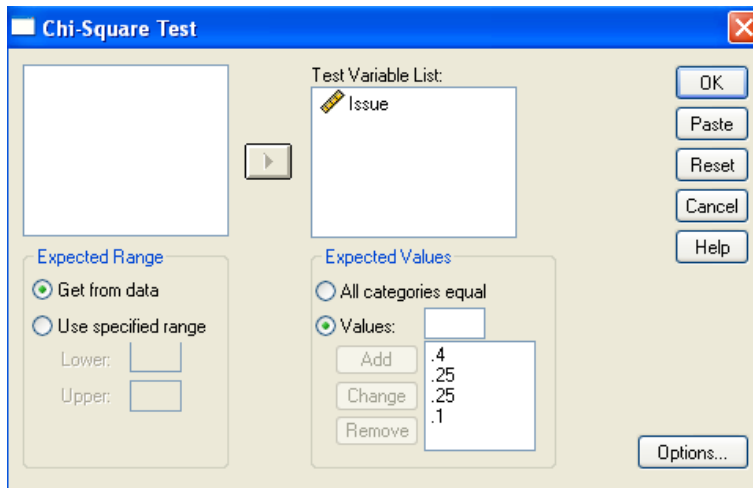 Chi-Square Test
Test Variable List:
Issue
OK
Paste
Reset
Cancel
Help
Expected Range
Get from data
Use specified range
Lower:
Upper:
Expected Values
All categories equal
Values:
Add
Change
Remove
.4
.25
.25
.1
Options...